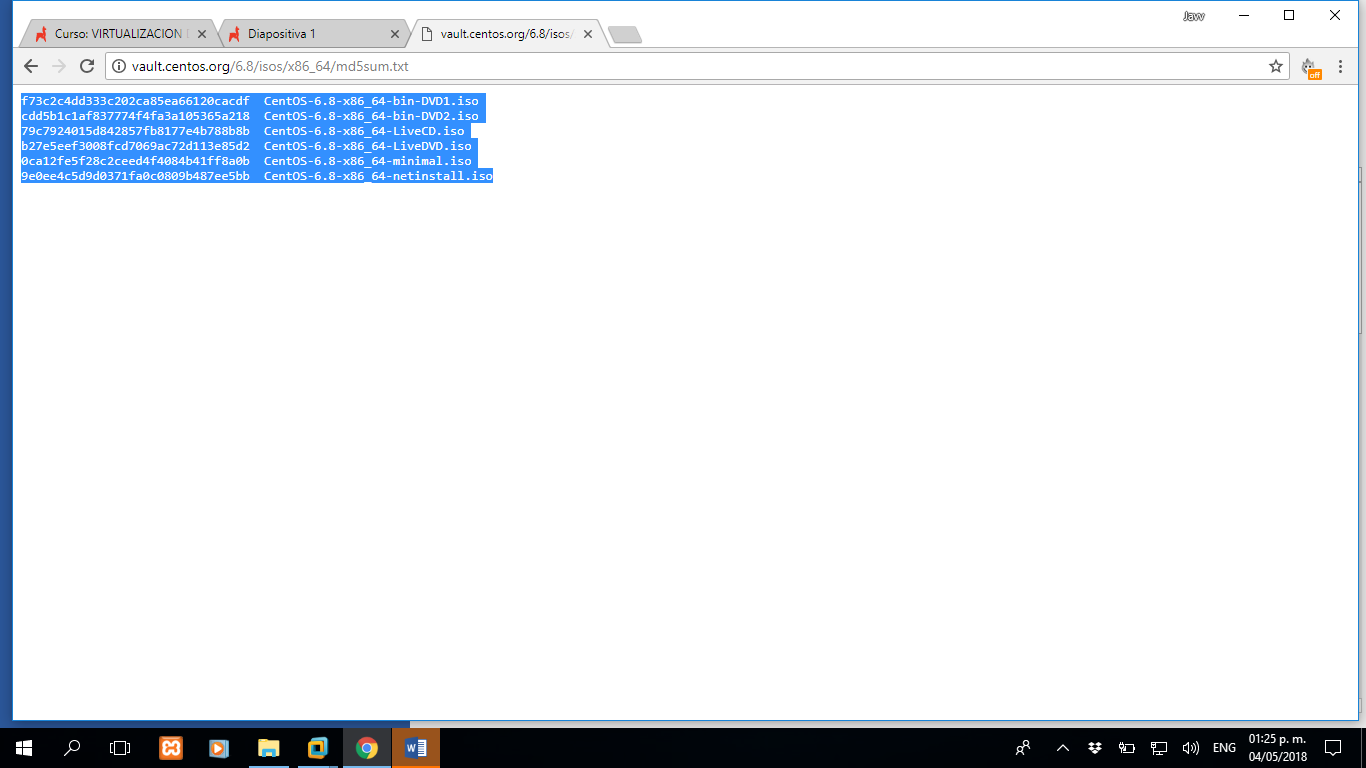 Javv
Curso: VIRTUALIZACION
Diapositiva 1
vault.centos.org/6.8/isos/
vault.centos.org/6.8/isos/x86_64/md5sum.txt
off
f73c2c4dd333c202ca85ea66120cacdf  CentOS-6.8-x86_64-bin-DVD1.iso
cdd5b1c1af837774f4fa3a105365a218  CentOS-6.8-x86_64-bin-DVD2.iso
79c7924015d842857fb8177e4b788b8b  CentOS-6.8-x86_64-LiveCD.iso
b27e5eef3008fcd7069ac72d113e85d2  CentOS-6.8-x86_64-LiveDVD.iso
0ca12fe5f28c2ceed4f4084b41ff8a0b  CentOS-6.8-x86_64-minimal.iso
9e0ee4c5d9d0371fa0c0809b487ee5bb  CentOS-6.8-x86_64-netinstall.iso
ENG
01:25 p. m.
04/05/2018